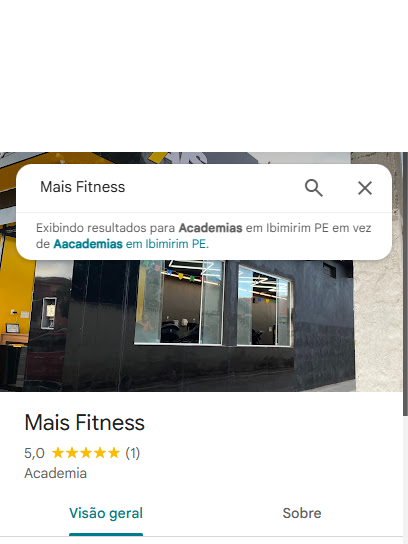 Mais Fitness
Exibindo resultados para Academias em Ibimirim PE em vez
de Aacademias em Ibimirim PE.
Mais Fitness
5,0 ★★★★★ (1)
Academia
Visão geral
Sobre